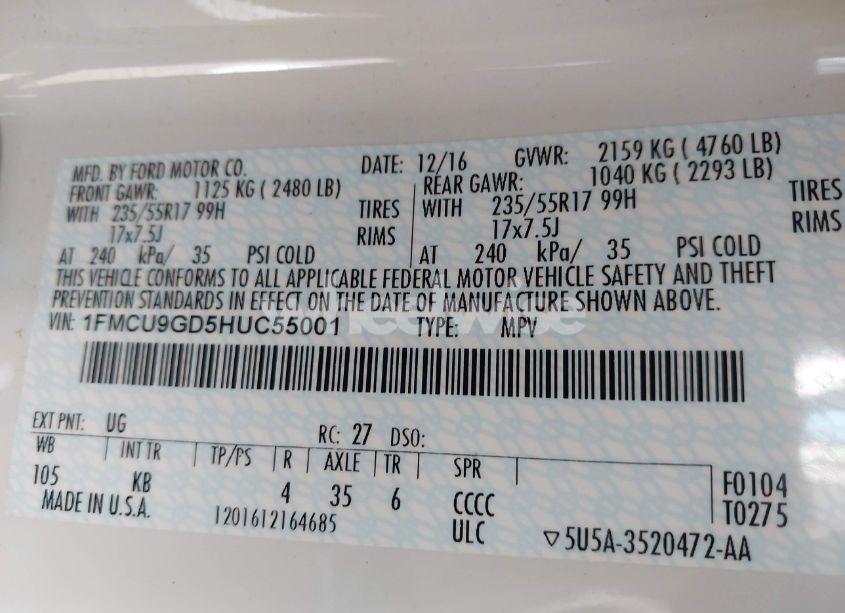 MFD. BY FORD MOTOR CO. DATE: 12/16 GVWR: 2159 KG ( 4760 LB)
FRONT GAWR: 1125 KG ( 2480 LB) REAR GAWR: 1040 KG ( 2293 LB)
WITH 235/55R17 99H TIRES WITH 235/55R17 99H TIRES
17x7.5J RIMS 17x7.5J RIMS
AT 240 kPa/ 35 PSI COLD AT 240 kPa/ 35 PSI COLD
THIS VEHICLE CONFORMS TO ALL APPLICABLE FEDERAL MOTOR VEHICLE SAFETY AND THEFT
PREVENTION STANDARDS IN EFFECT ON THE DATE OF MANUFACTURE SHOWN ABOVE.
VIN: 1FMCU9GD5HUC55001 TYPE: MPV
EXT PNT: UG RC: 27 DSO:
WB INT TR TP/PS R AXLE TR SPR
105 KB 4 35 6 CCCC F0104
MADE IN U.S.A. 1201612164685 ULC T0275
5U5A-3520472-AA